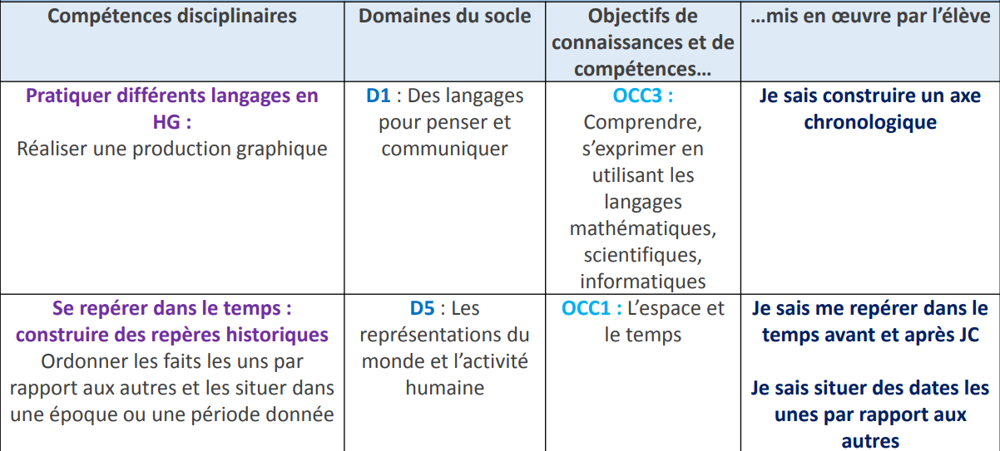 Compétences disciplinaires
Domaines du socle
Objectifs de
connaissances et de
compétences…
…mis en œuvre par l’élève
Pratiquer différents langages en
HG :
Réaliser une production graphique
D1 : Des langages
pour penser et
communiquer
OCC3 :
Comprendre,
s’exprimer en
utilisant les
langages
mathématiques,
scientifiques,
informatiques
Je sais construire un axe
chronologique
Se repérer dans le temps :
construire des repères historiques
Ordonner les faits les uns par
rapport aux autres et les situer dans
une époque ou une période donnée
D5 : Les
représentations du
monde et l’activité
humaine
OCC1 : L’espace et
le temps
Je sais me repérer dans le
temps avant et après JC
Je sais situer des dates les
unes par rapport aux
autres